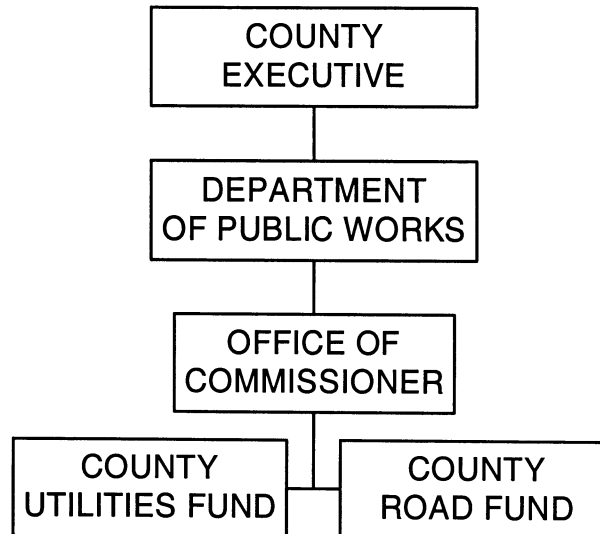 COUNTY
EXECUTIVE
DEPARTMENT
OF PUBLIC WORKS
OFFICE OF
COMMISSIONER
COUNTY
UTILITIES FUND
COUNTY
ROAD FUND